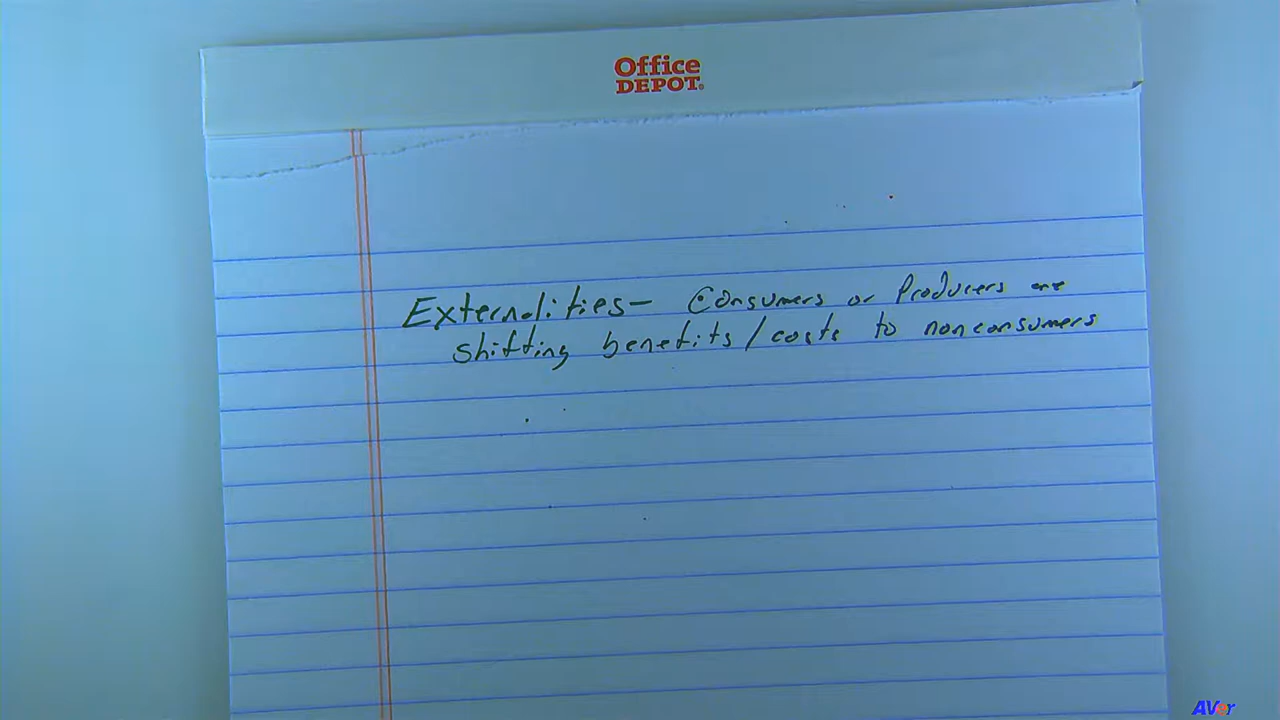 Office
DEPOT.
Externalities- Consumers or Producers are
shifting benefits/costs to nonconsumers
AVer